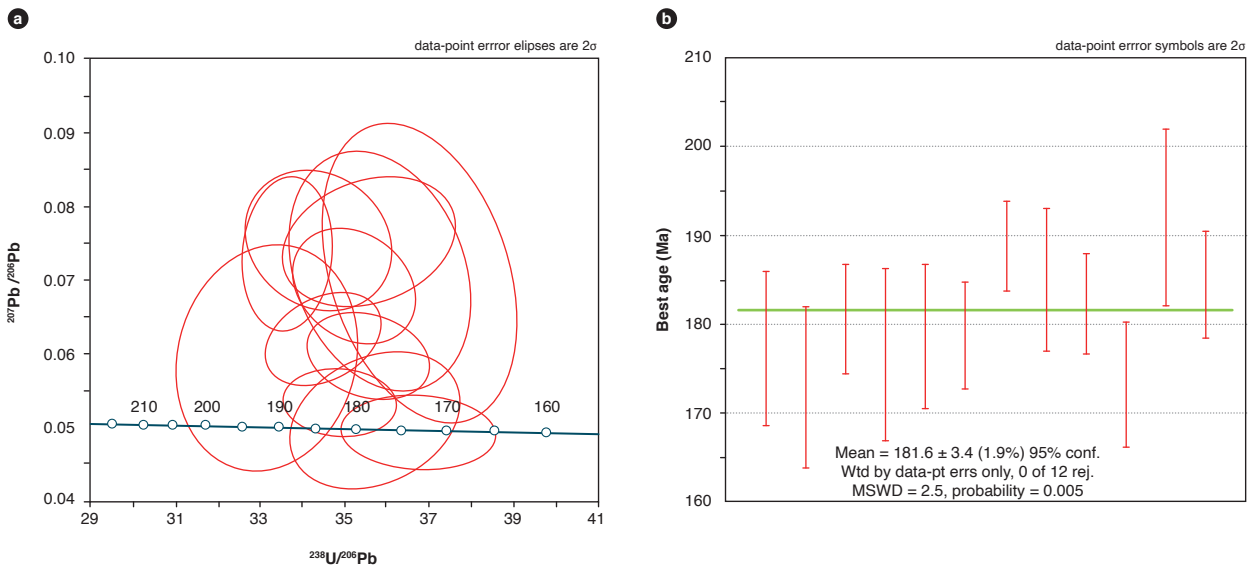 a
data-point errror elipses are 2σ
0.10
0.09
0.08
0.07
0.06
0.05
0.04
²⁰⁷Pb /²⁰⁶Pb
210 200 190 180 170 160
29 31 33 35 37 39 41
²³⁸U/²⁰⁶Pb
b
data-point errror symbols are 2σ
210
200
190
180
170
160
Best age (Ma)
Mean = 181.6 ± 3.4 (1.9%) 95% conf.
Wtd by data-pt errs only, 0 of 12 rej.
MSWD = 2.5, probability = 0.005